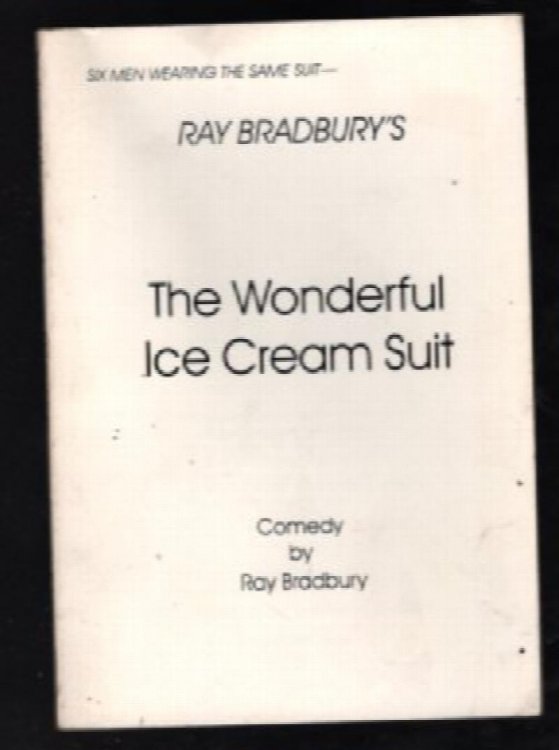 SIX MEN WEARING THE SAME SUIT—
RAY BRADBURY'S
The Wonderful
Ice Cream Suit
Comedy
by
Ray Bradbury